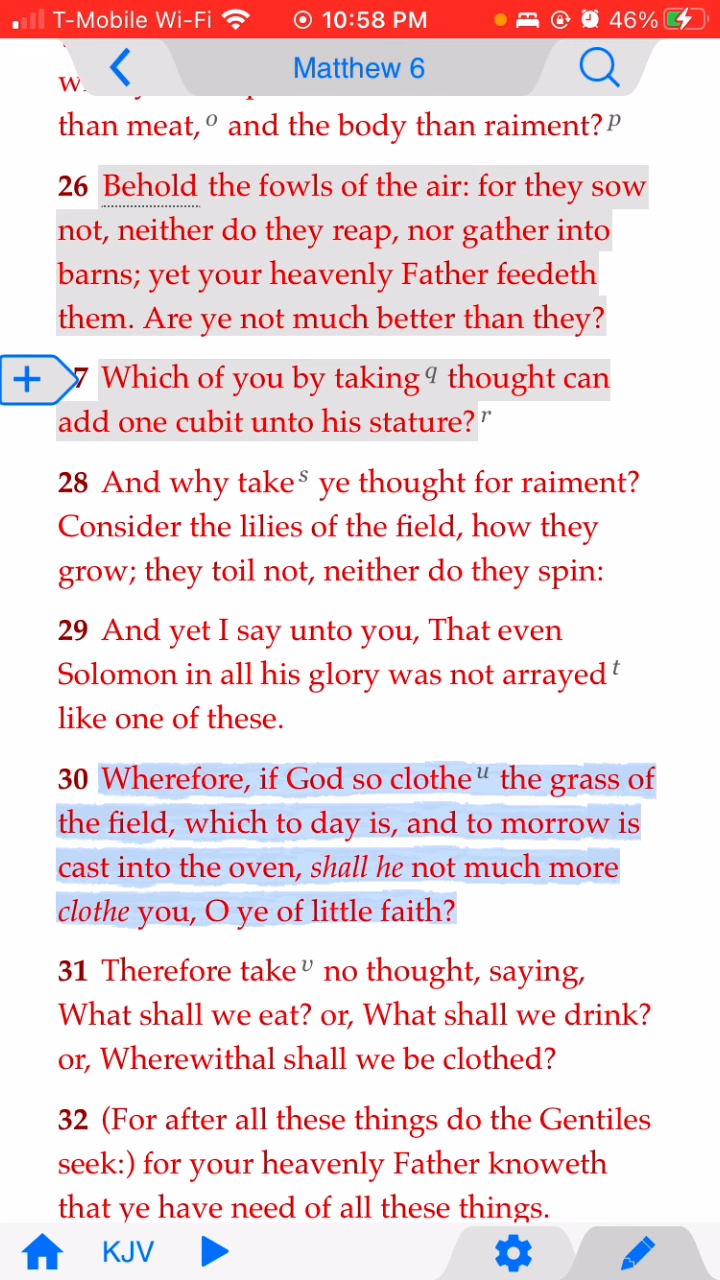 T-Mobile Wi-Fi 10:58 PM 46%
Matthew 6
than meat, o and the body than raiment? p
26 Behold the fowls of the air: for they sow
not, neither do they reap, nor gather into
barns; yet your heavenly Father feedeth
them. Are ye not much better than they?
7 Which of you by taking q thought can
add one cubit unto his stature? r
28 And why take s ye thought for raiment?
Consider the lilies of the field, how they
grow; they toil not, neither do they spin:
29 And yet I say unto you, That even
Solomon in all his glory was not arrayed t
like one of these.
30 Wherefore, if God so clothe u the grass of
the field, which to day is, and to morrow is
cast into the oven, shall he not much more
clothe you, O ye of little faith?
31 Therefore take v no thought, saying,
What shall we eat? or, What shall we drink?
or, Wherewithal shall we be clothed?
32 (For after all these things do the Gentiles
seek:) for your heavenly Father knoweth
that ye have need of all these things.
KJV